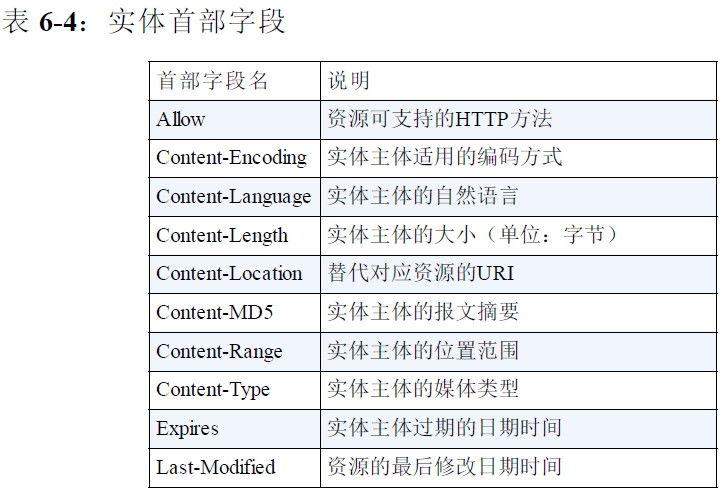 表 6-4：实体首部字段
首部字段名 说明
Allow 资源可支持的HTTP方法
Content-Encoding 实体主体适用的编码方式
Content-Language 实体主体的自然语言
Content-Length 实体主体的大小（单位：字节）
Content-Location 替代对应资源的URI
Content-MD5 实体主体的报文摘要
Content-Range 实体主体的位置范围
Content-Type 实体主体的媒体类型
Expires 实体主体过期的日期时间
Last-Modified 资源的最后修改日期时间